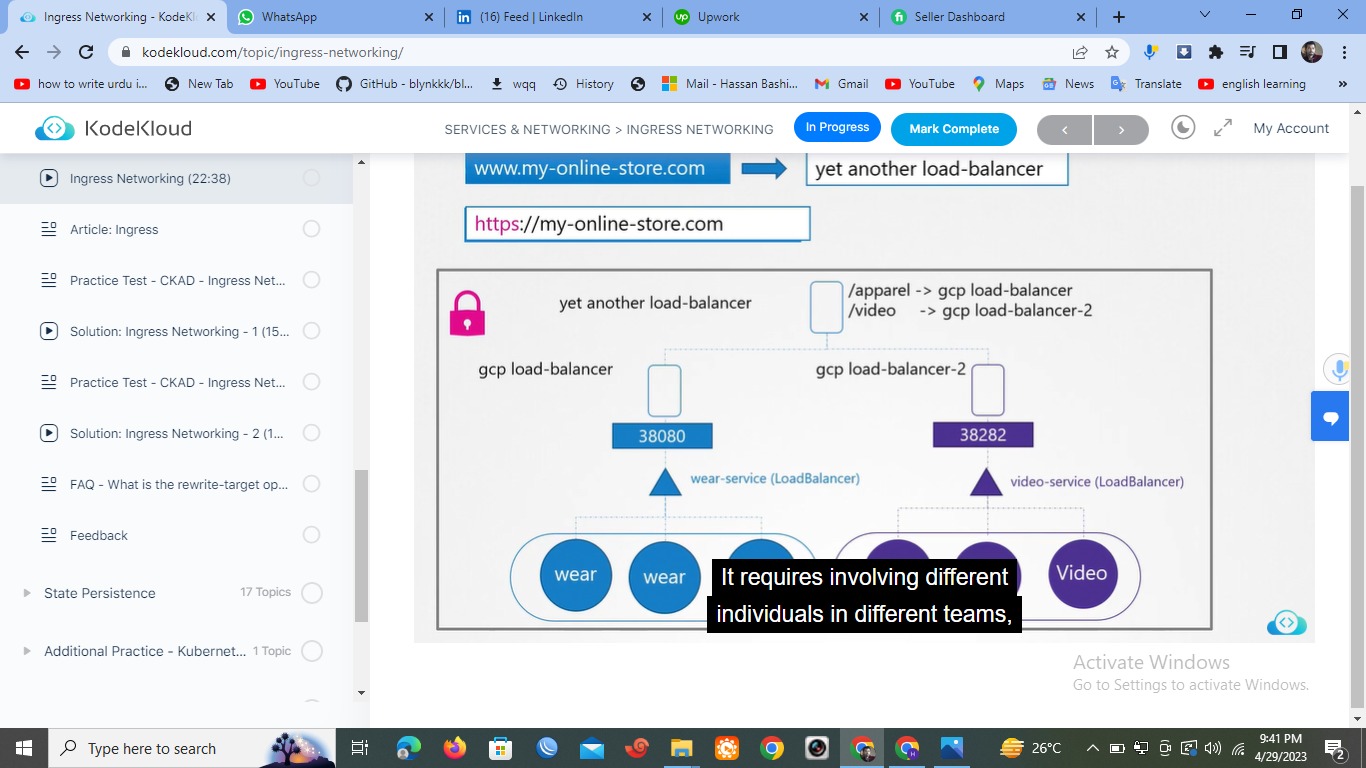 Ingress Networking - KodeKl
WhatsApp
(16) Feed | LinkedIn
Upwork
Seller Dashboard
kodekloud.com/topic/ingress-networking/
how to write urdu i...
New Tab
YouTube
GitHub - blynkkk/bl...
wqq
History
Mail - Hassan Bashi...
Gmail
YouTube
Maps
News
Translate
english learning
»
KodeKloud
SERVICES & NETWORKING > INGRESS NETWORKING
In Progress
Mark Complete
My Account
Ingress Networking (22:38)
Article: Ingress
Practice Test - CKAD - Ingress Net...
Solution: Ingress Networking - 1 (15...
Practice Test - CKAD - Ingress Net...
Solution: Ingress Networking - 2 (1...
FAQ - What is the rewrite-target op...
Feedback
State Persistence 17 Topics
Additional Practice - Kubernet... 1 Topic
www.my-online-store.com
yet another load-balancer
https://my-online-store.com
yet another load-balancer
/apparel -> gcp load-balancer
/video -> gcp load-balancer-2
gcp load-balancer
gcp load-balancer-2
38080
38282
wear-service (LoadBalancer)
video-service (LoadBalancer)
wear
wear
Video
It requires involving different
individuals in different teams,
Activate Windows
Go to Settings to activate Windows.
Type here to search
26°C
9:41 PM
4/29/2023
2